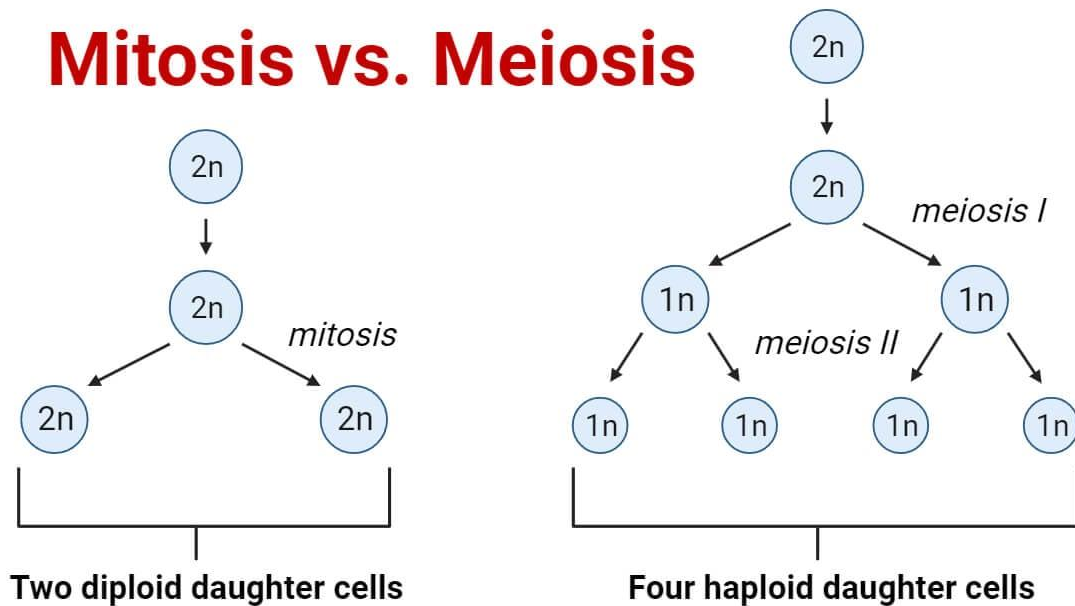 Mitosis vs. Meiosis
2n
2n
mitosis
2n 2n
Two diploid daughter cells
2n
2n
meiosis I
1n 1n
meiosis II
1n 1n 1n 1n
Four haploid daughter cells